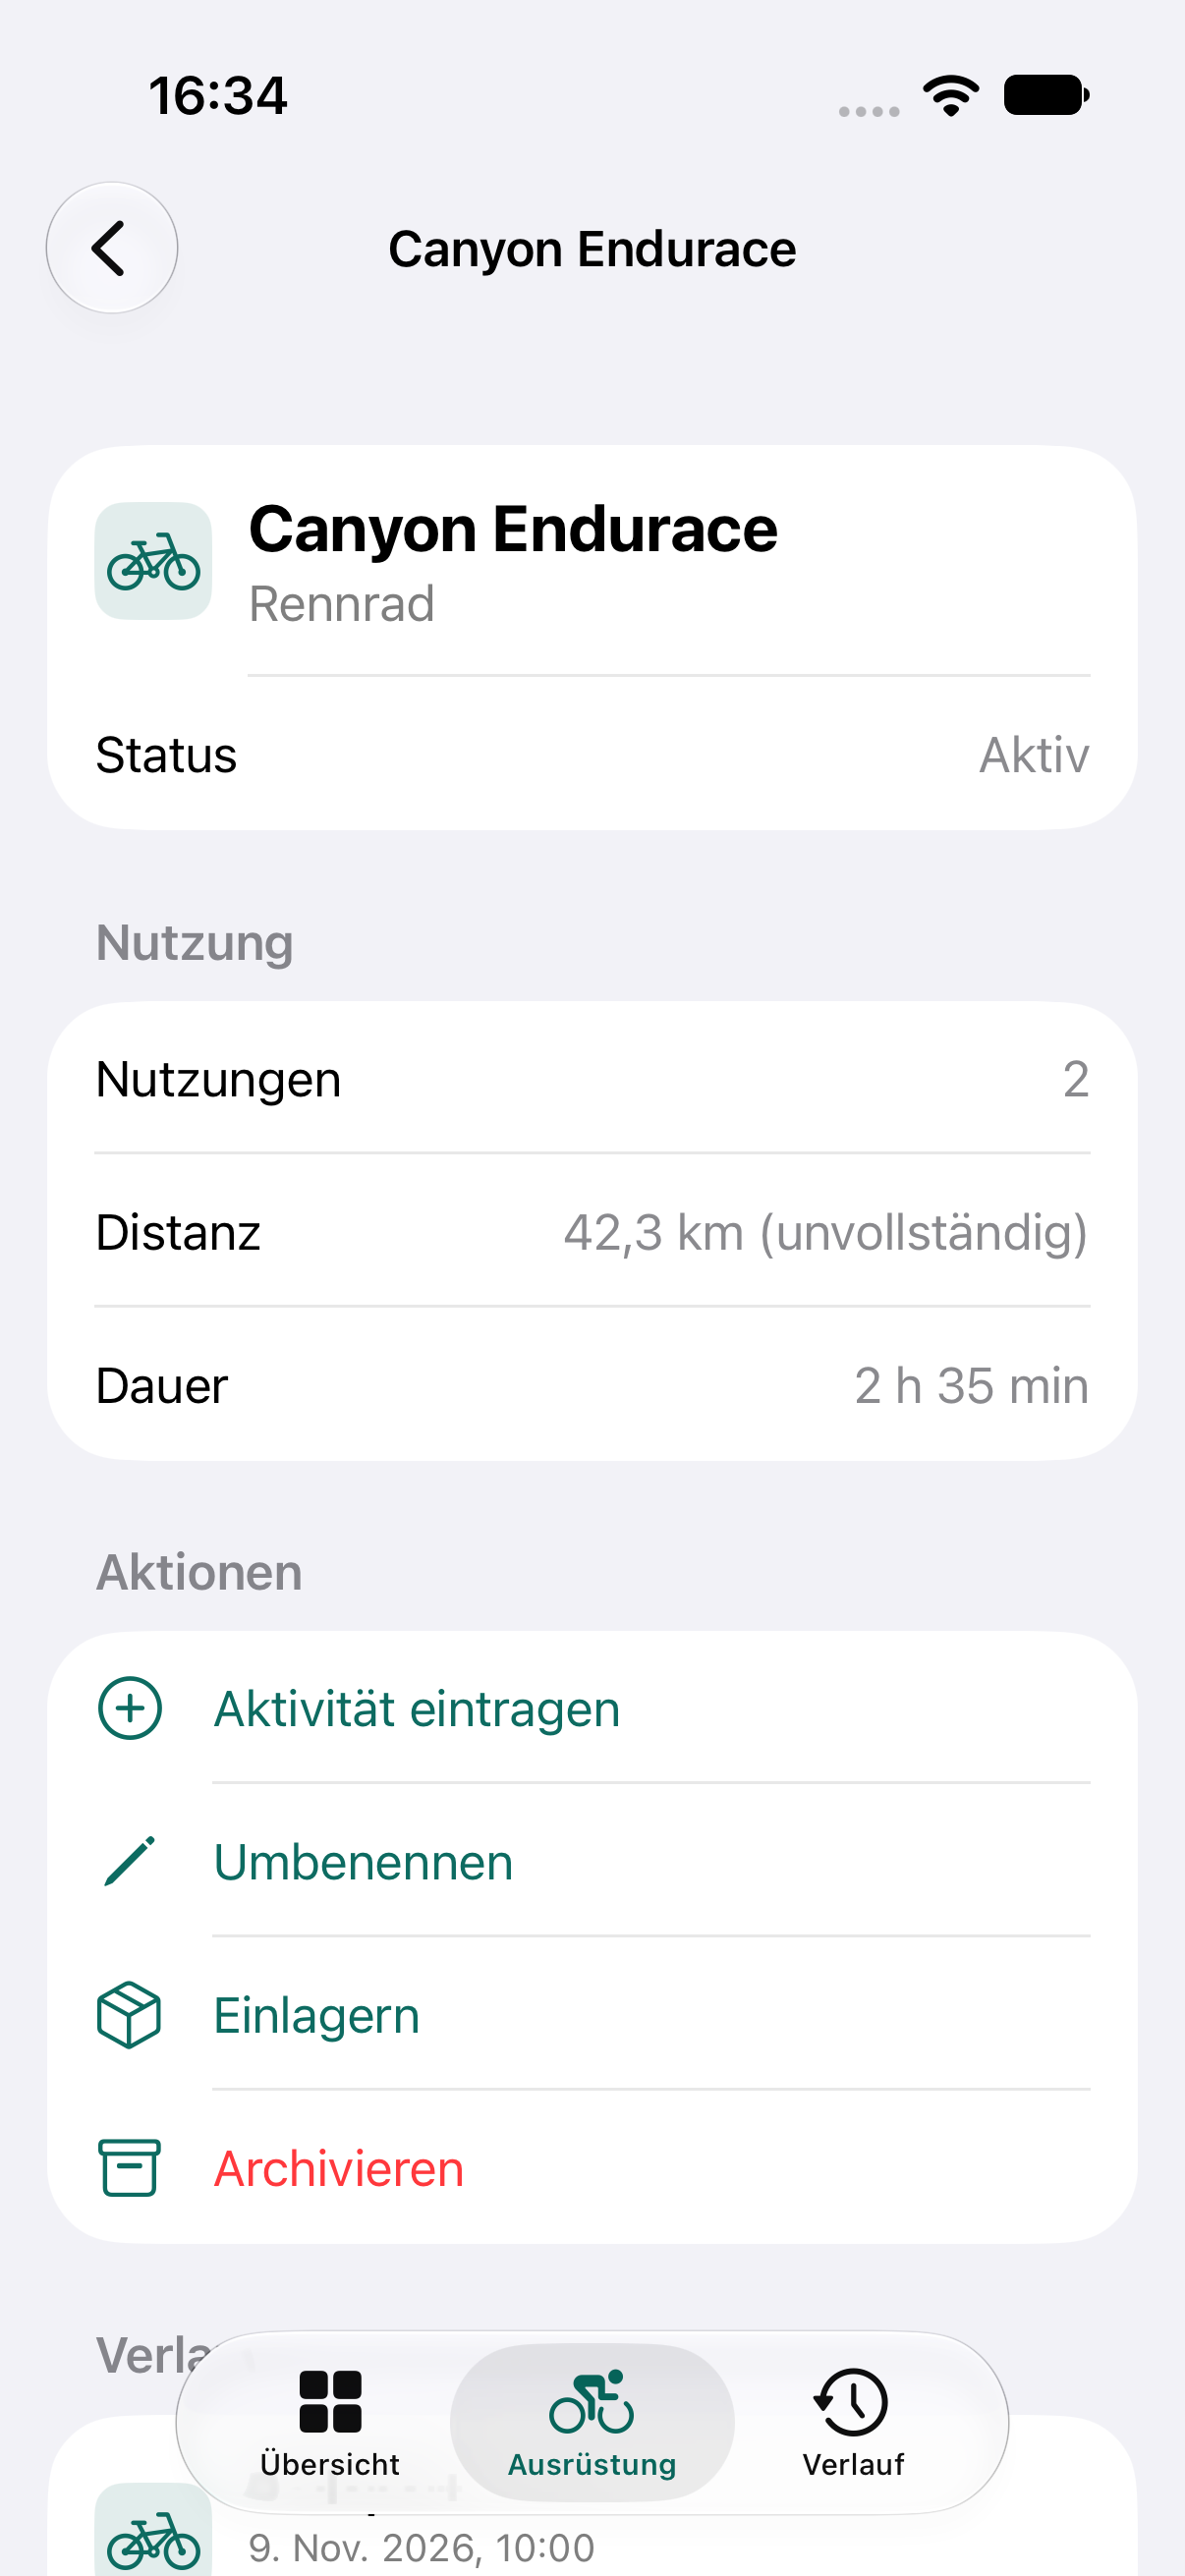 16:34
Canyon Endurace
Canyon Endurace
Rennrad
Status Aktiv
Nutzung
Nutzungen 2
Distanz 42,3 km (unvollständig)
Dauer 2 h 35 min
Aktionen
Aktivität eintragen
Umbenennen
Einlagern
Archivieren
Übersicht Ausrüstung Verlauf
9. Nov. 2026, 10:00